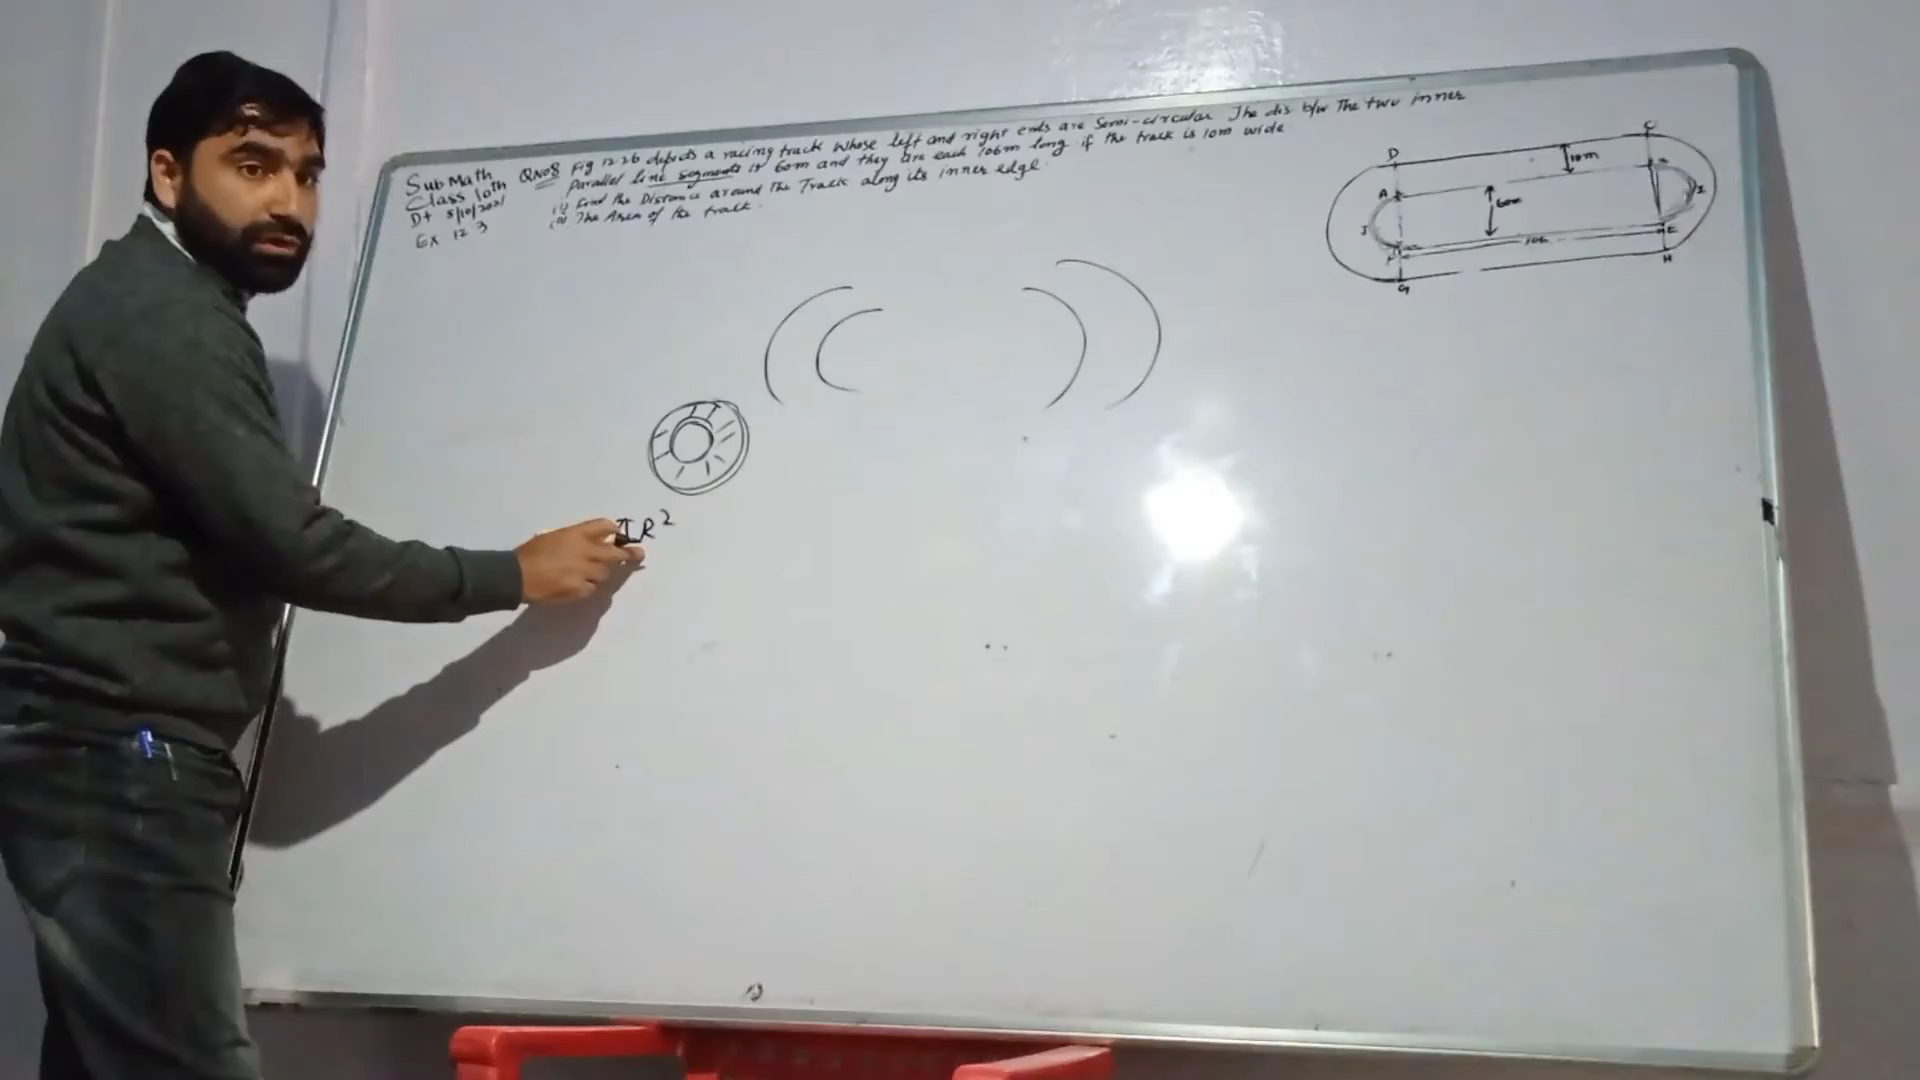 Sub Math
Class 10th
Dt 5/10/2021
Ex 12 3
QNo8 Fig 12 26 depicts a racing track whose left and right ends are Semi-circular The dis b/w The two inner
Parallel line segments is 60m and they are each 106m long if the track is 10m wide
(i) Find the Distance around The Track along its inner edge
(ii) The Area of the track.
C
D
10m
A
60m
I
J
E
106
H
G
πR²